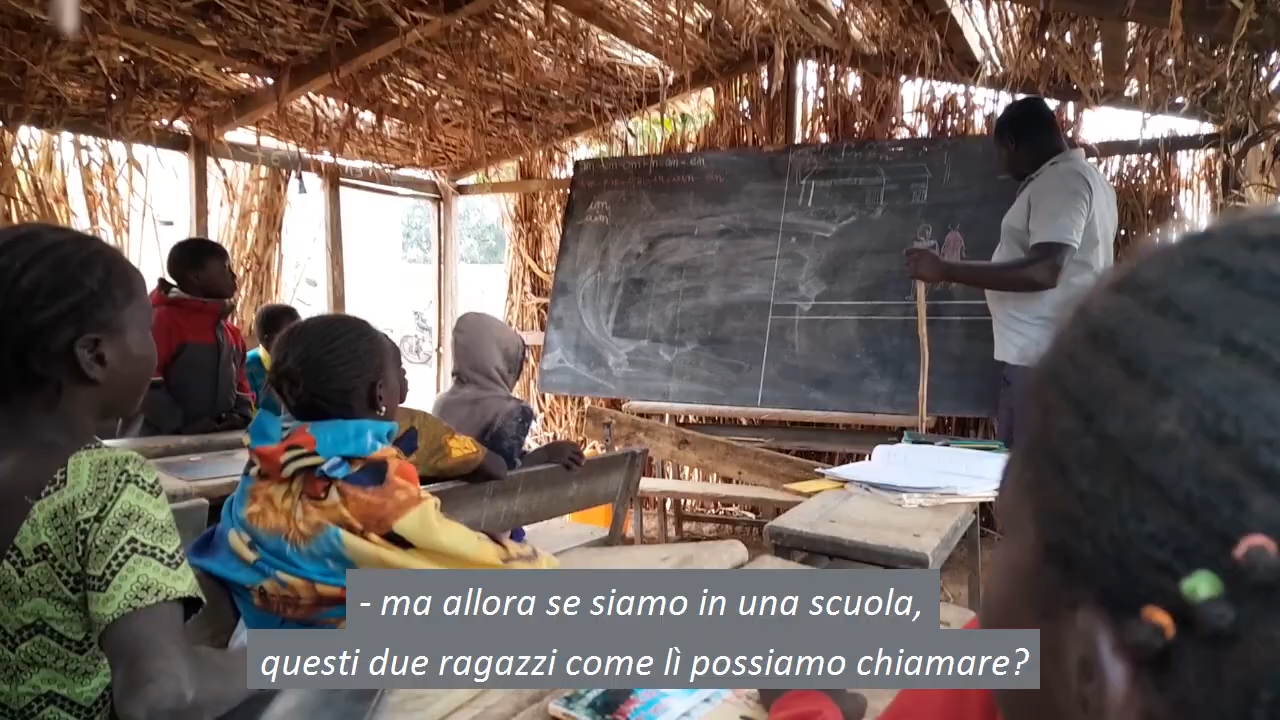 - ma allora se siamo in una scuola,
questi due ragazzi come lì possiamo chiamare?